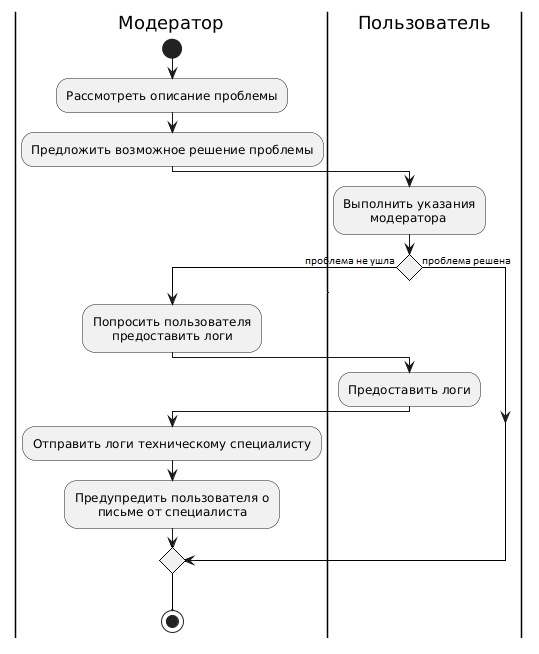 Модератор
Пользователь
Рассмотреть описание проблемы
Предложить возможное решение проблемы
Выполнить указания
модератора
проблема не ушла
проблема решена
Попросить пользователя
предоставить логи
Предоставить логи
Отправить логи техническому специалисту
Предупредить пользователя о
письме от специалиста